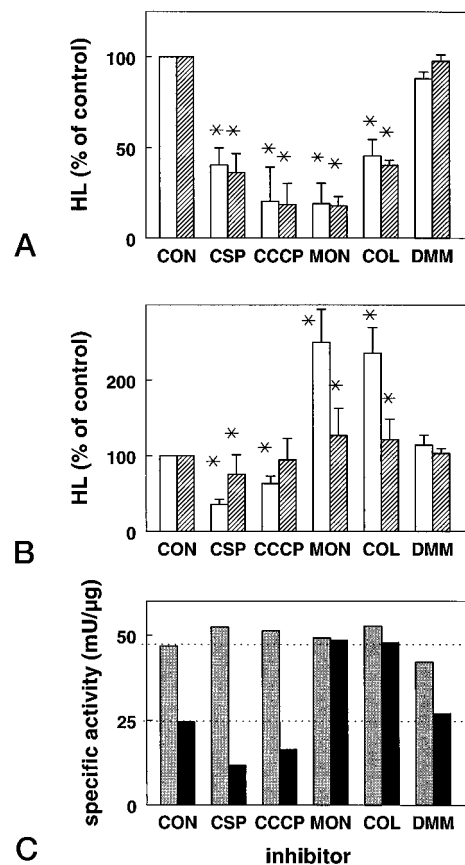 HL (% of control)
100
50
0
* * * * * * * *
CON CSP CCCP MON COL DMM
A
HL (% of control)
200
100
0
* * * * * * *
CON CSP CCCP MON COL DMM
B
specific activity (mU/µg)
50
25
0
CON CSP CCCP MON COL DMM
inhibitor
C